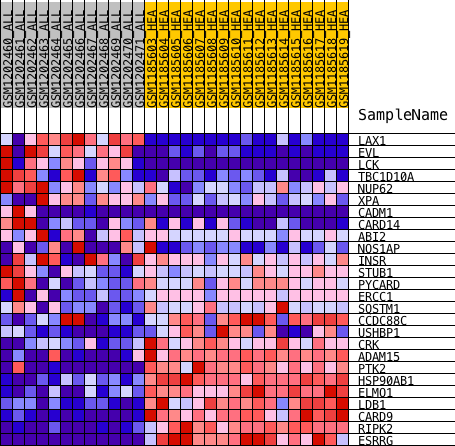 GSM1202460_ALL
GSM1202461_ALL
GSM1202462_ALL
GSM1202463_ALL
GSM1202464_ALL
GSM1202465_ALL
GSM1202466_ALL
GSM1202467_ALL
GSM1202468_ALL
GSM1202469_ALL
GSM1202470_ALL
GSM1202471_ALL
GSM1185603_HEA
GSM1185604_HEA
GSM1185605_HEA
GSM1185606_HEA
GSM1185607_HEA
GSM1185608_HEA
GSM1185609_HEA
GSM1185610_HEA
GSM1185611_HEA
GSM1185612_HEA
GSM1185613_HEA
GSM1185614_HEA
GSM1185615_HEA
GSM1185616_HEA
GSM1185617_HEA
GSM1185618_HEA
GSM1185619_HEA
SampleName
LAX1
EVL
LCK
TBC1D10A
NUP62
XPA
CADM1
CARD14
ABI2
NOS1AP
INSR
STUB1
PYCARD
ERCC1
SQSTM1
CCDC88C
USHBP1
CRK
ADAM15
PTK2
HSP90AB1
ELMO1
LDB1
CARD9
RIPK2
ESRRG